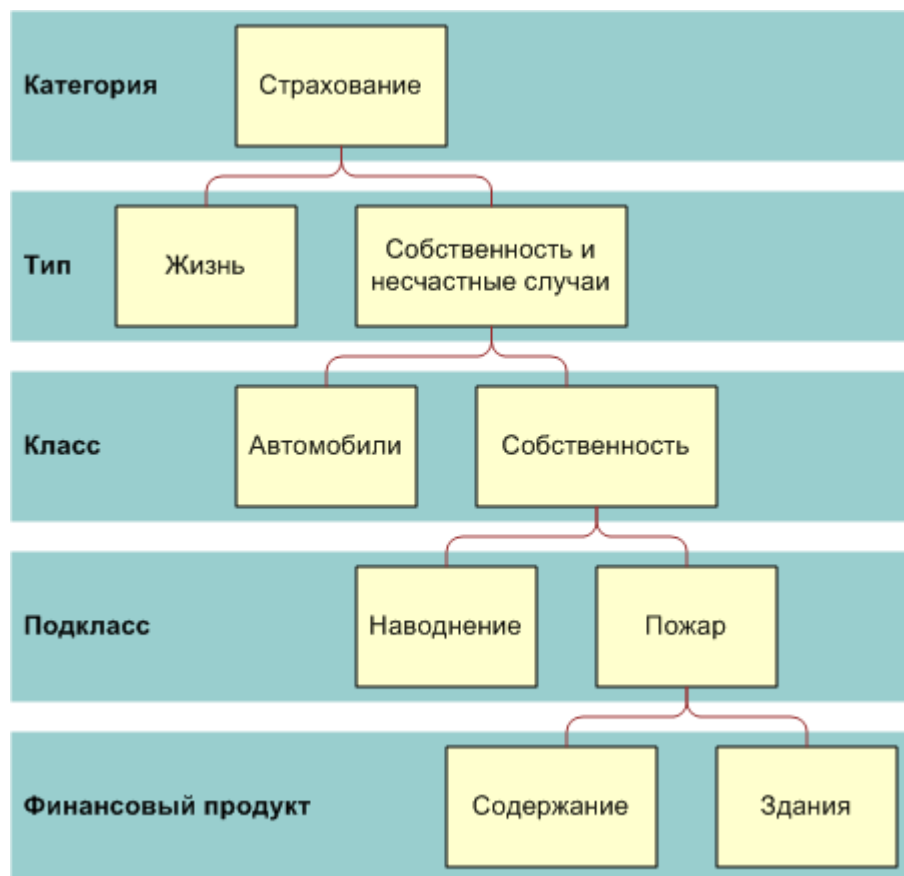 Категория
Страхование
Тип
Жизнь
Собственность и
несчастные случаи
Класс
Автомобили
Собственность
Подкласс
Наводнение
Пожар
Финансовый продукт
Содержание
Здания